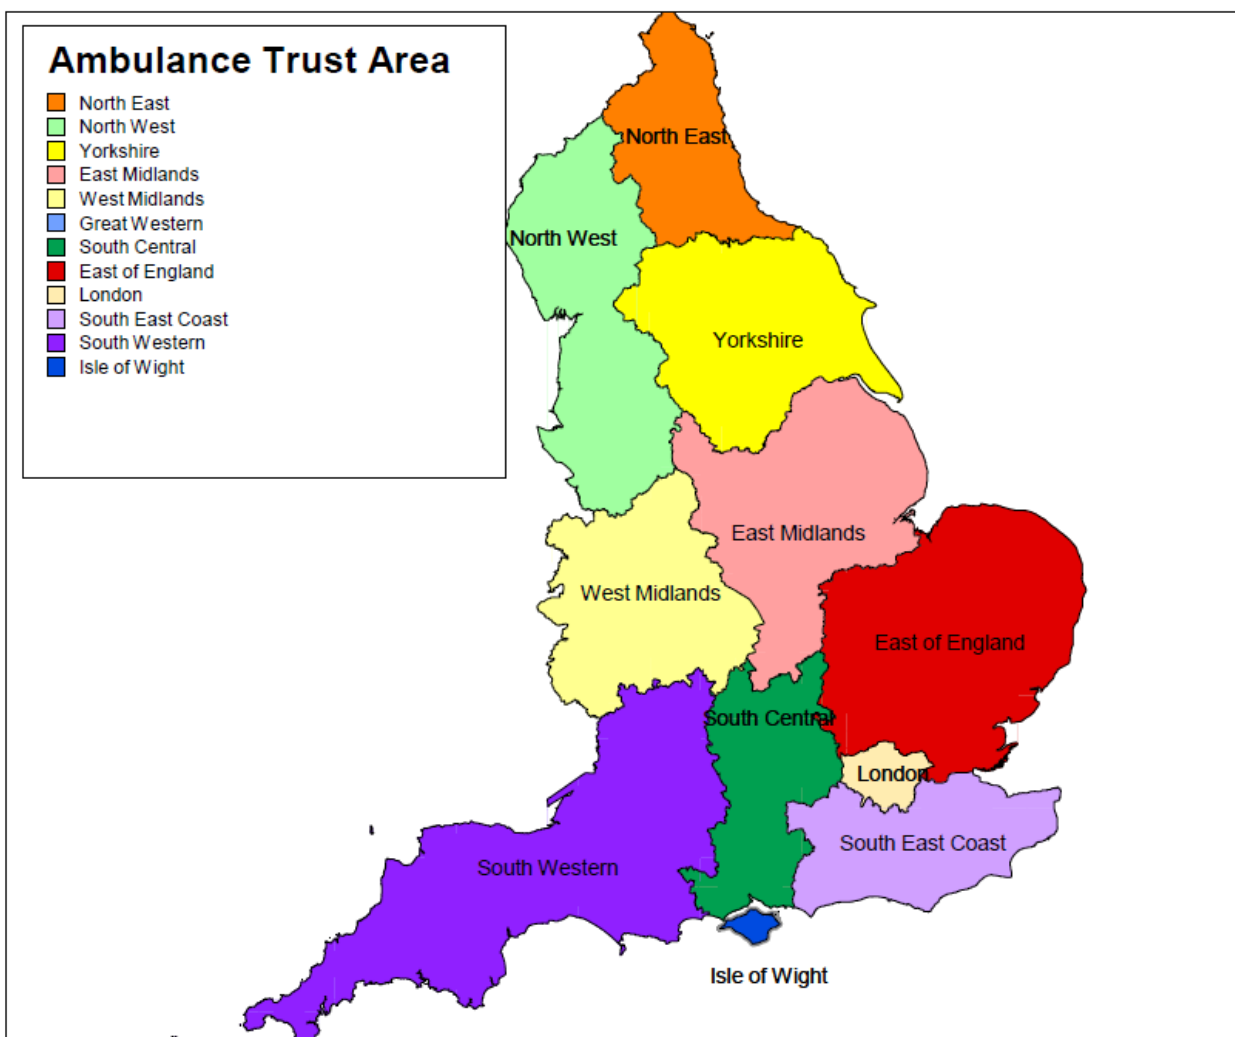 Ambulance Trust Area
North East
North West
Yorkshire
East Midlands
West Midlands
Great Western
South Central
East of England
London
South East Coast
South Western
Isle of Wight
North East
North West
Yorkshire
East Midlands
West Midlands
East of England
South Central
London
South East Coast
South Western
Isle of Wight